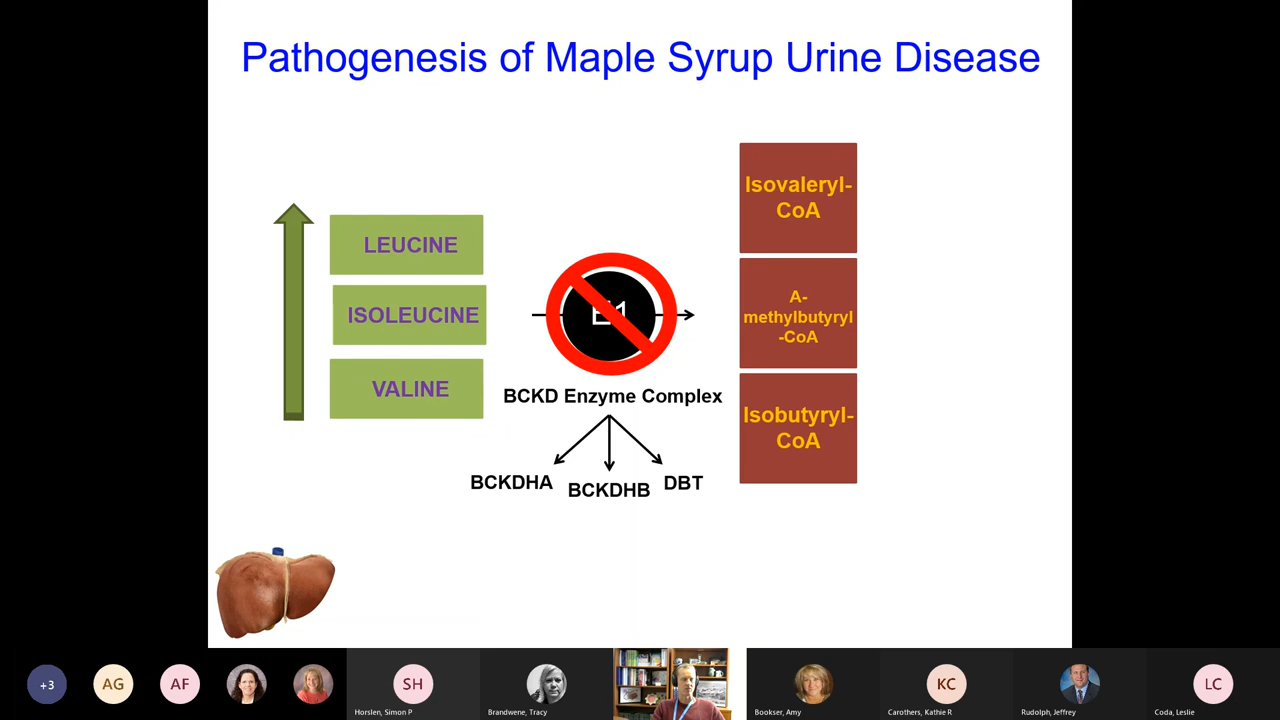 Pathogenesis of Maple Syrup Urine Disease
LEUCINE
ISOLEUCINE
VALINE
E1
BCKD Enzyme Complex
BCKDHA
BCKDHB
DBT
Isovaleryl-
CoA
A-
methylbutyryl
-CoA
Isobutyryl-
CoA
+3
AG
AF
SH
Horslen, Simon P
Brandwene, Tracy
Bookser, Amy
KC
Carothers, Kathie R
Rudolph, Jeffrey
LC
Coda, Leslie